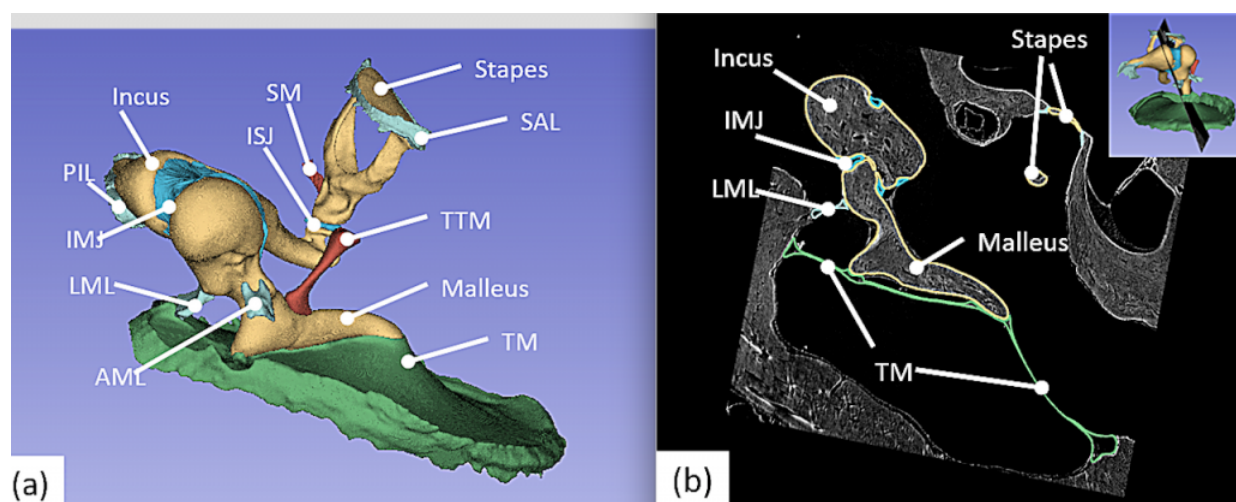 Stapes
SM
Incus
SAL
ISJ
PIL
TTM
IMJ
LML
Malleus
TM
AML
(a)
Stapes
Incus
IMJ
LML
Malleus
TM
(b)